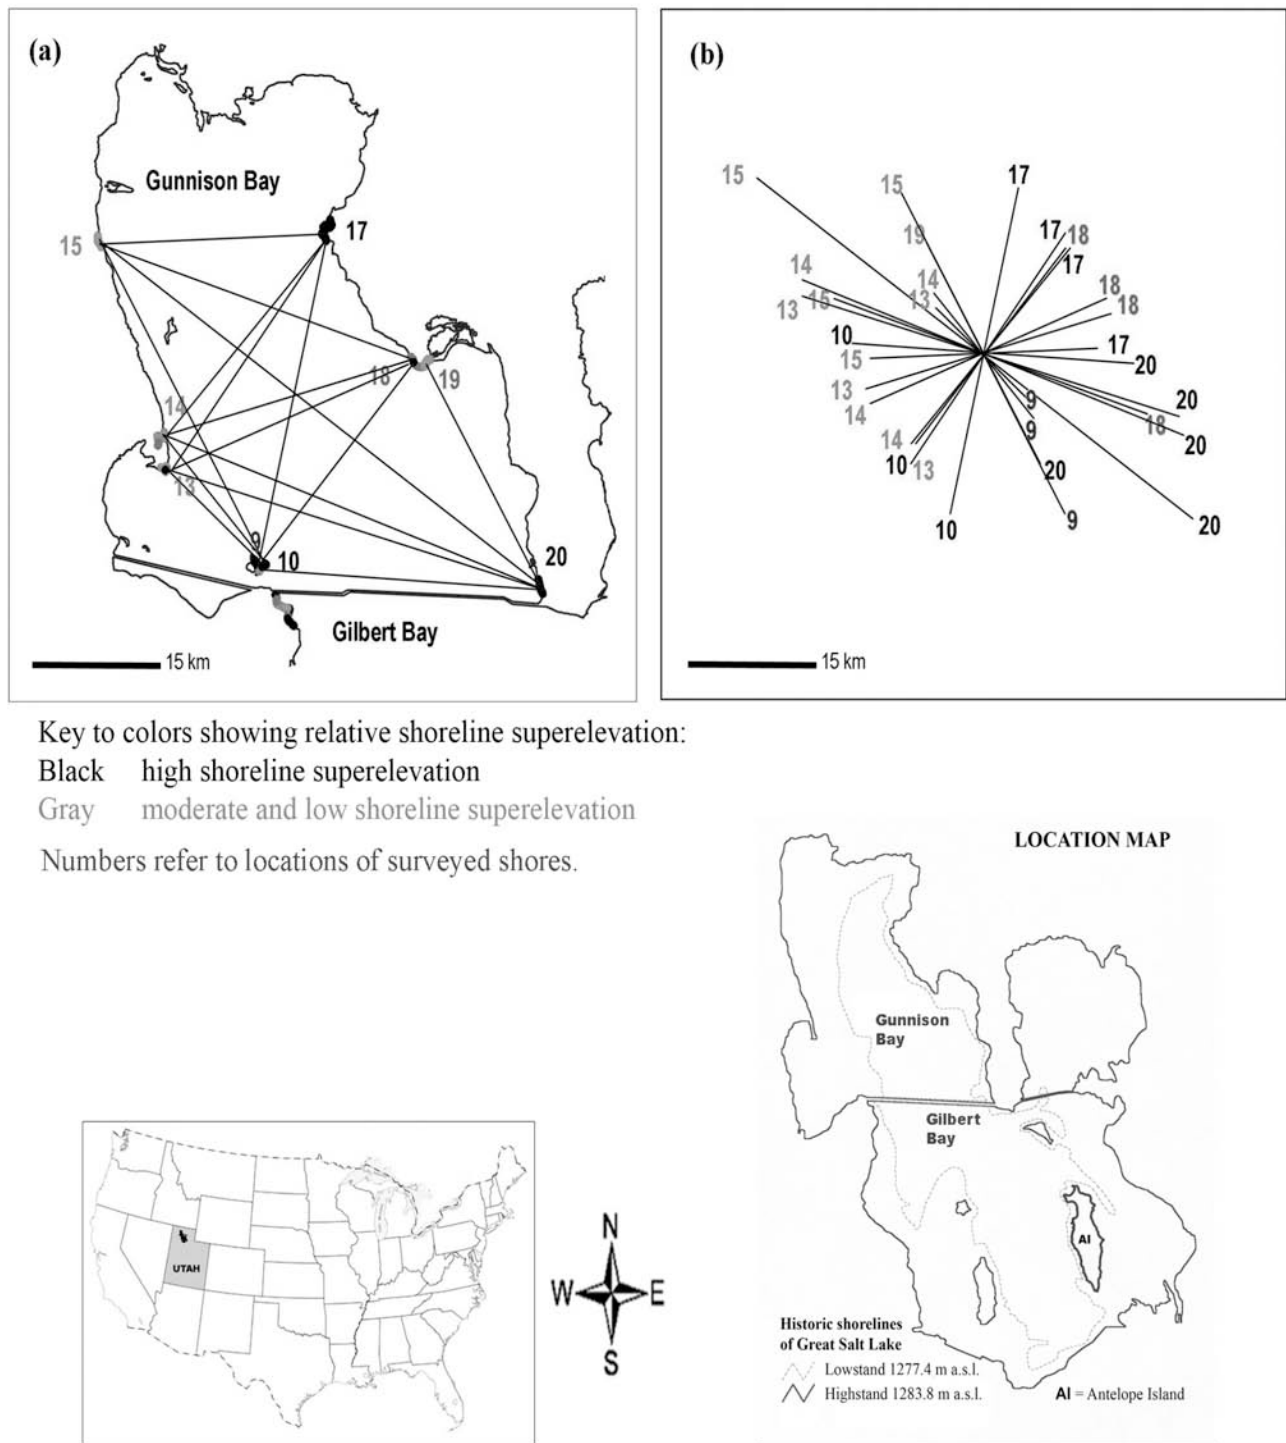 (a)
Gunnison Bay
17
15
18
19
14
13
9
10
20
Gilbert Bay
15 km
(b)
15
15
17
19
17
18
17
14
14
18
13
15
13
18
10
17
15
20
13
9
20
14
18
9
20
14
10
13
20
10
9
20
15 km
Key to colors showing relative shoreline superelevation:
Black high shoreline superelevation
Gray moderate and low shoreline superelevation
Numbers refer to locations of surveyed shores.
LOCATION MAP
Gunnison
Bay
Gilbert
Bay
AI
Historic shorelines
of Great Salt Lake
Lowstand 1277.4 m a.s.l.
Highstand 1283.8 m a.s.l.
AI = Antelope Island
UTAH
N
W E
S